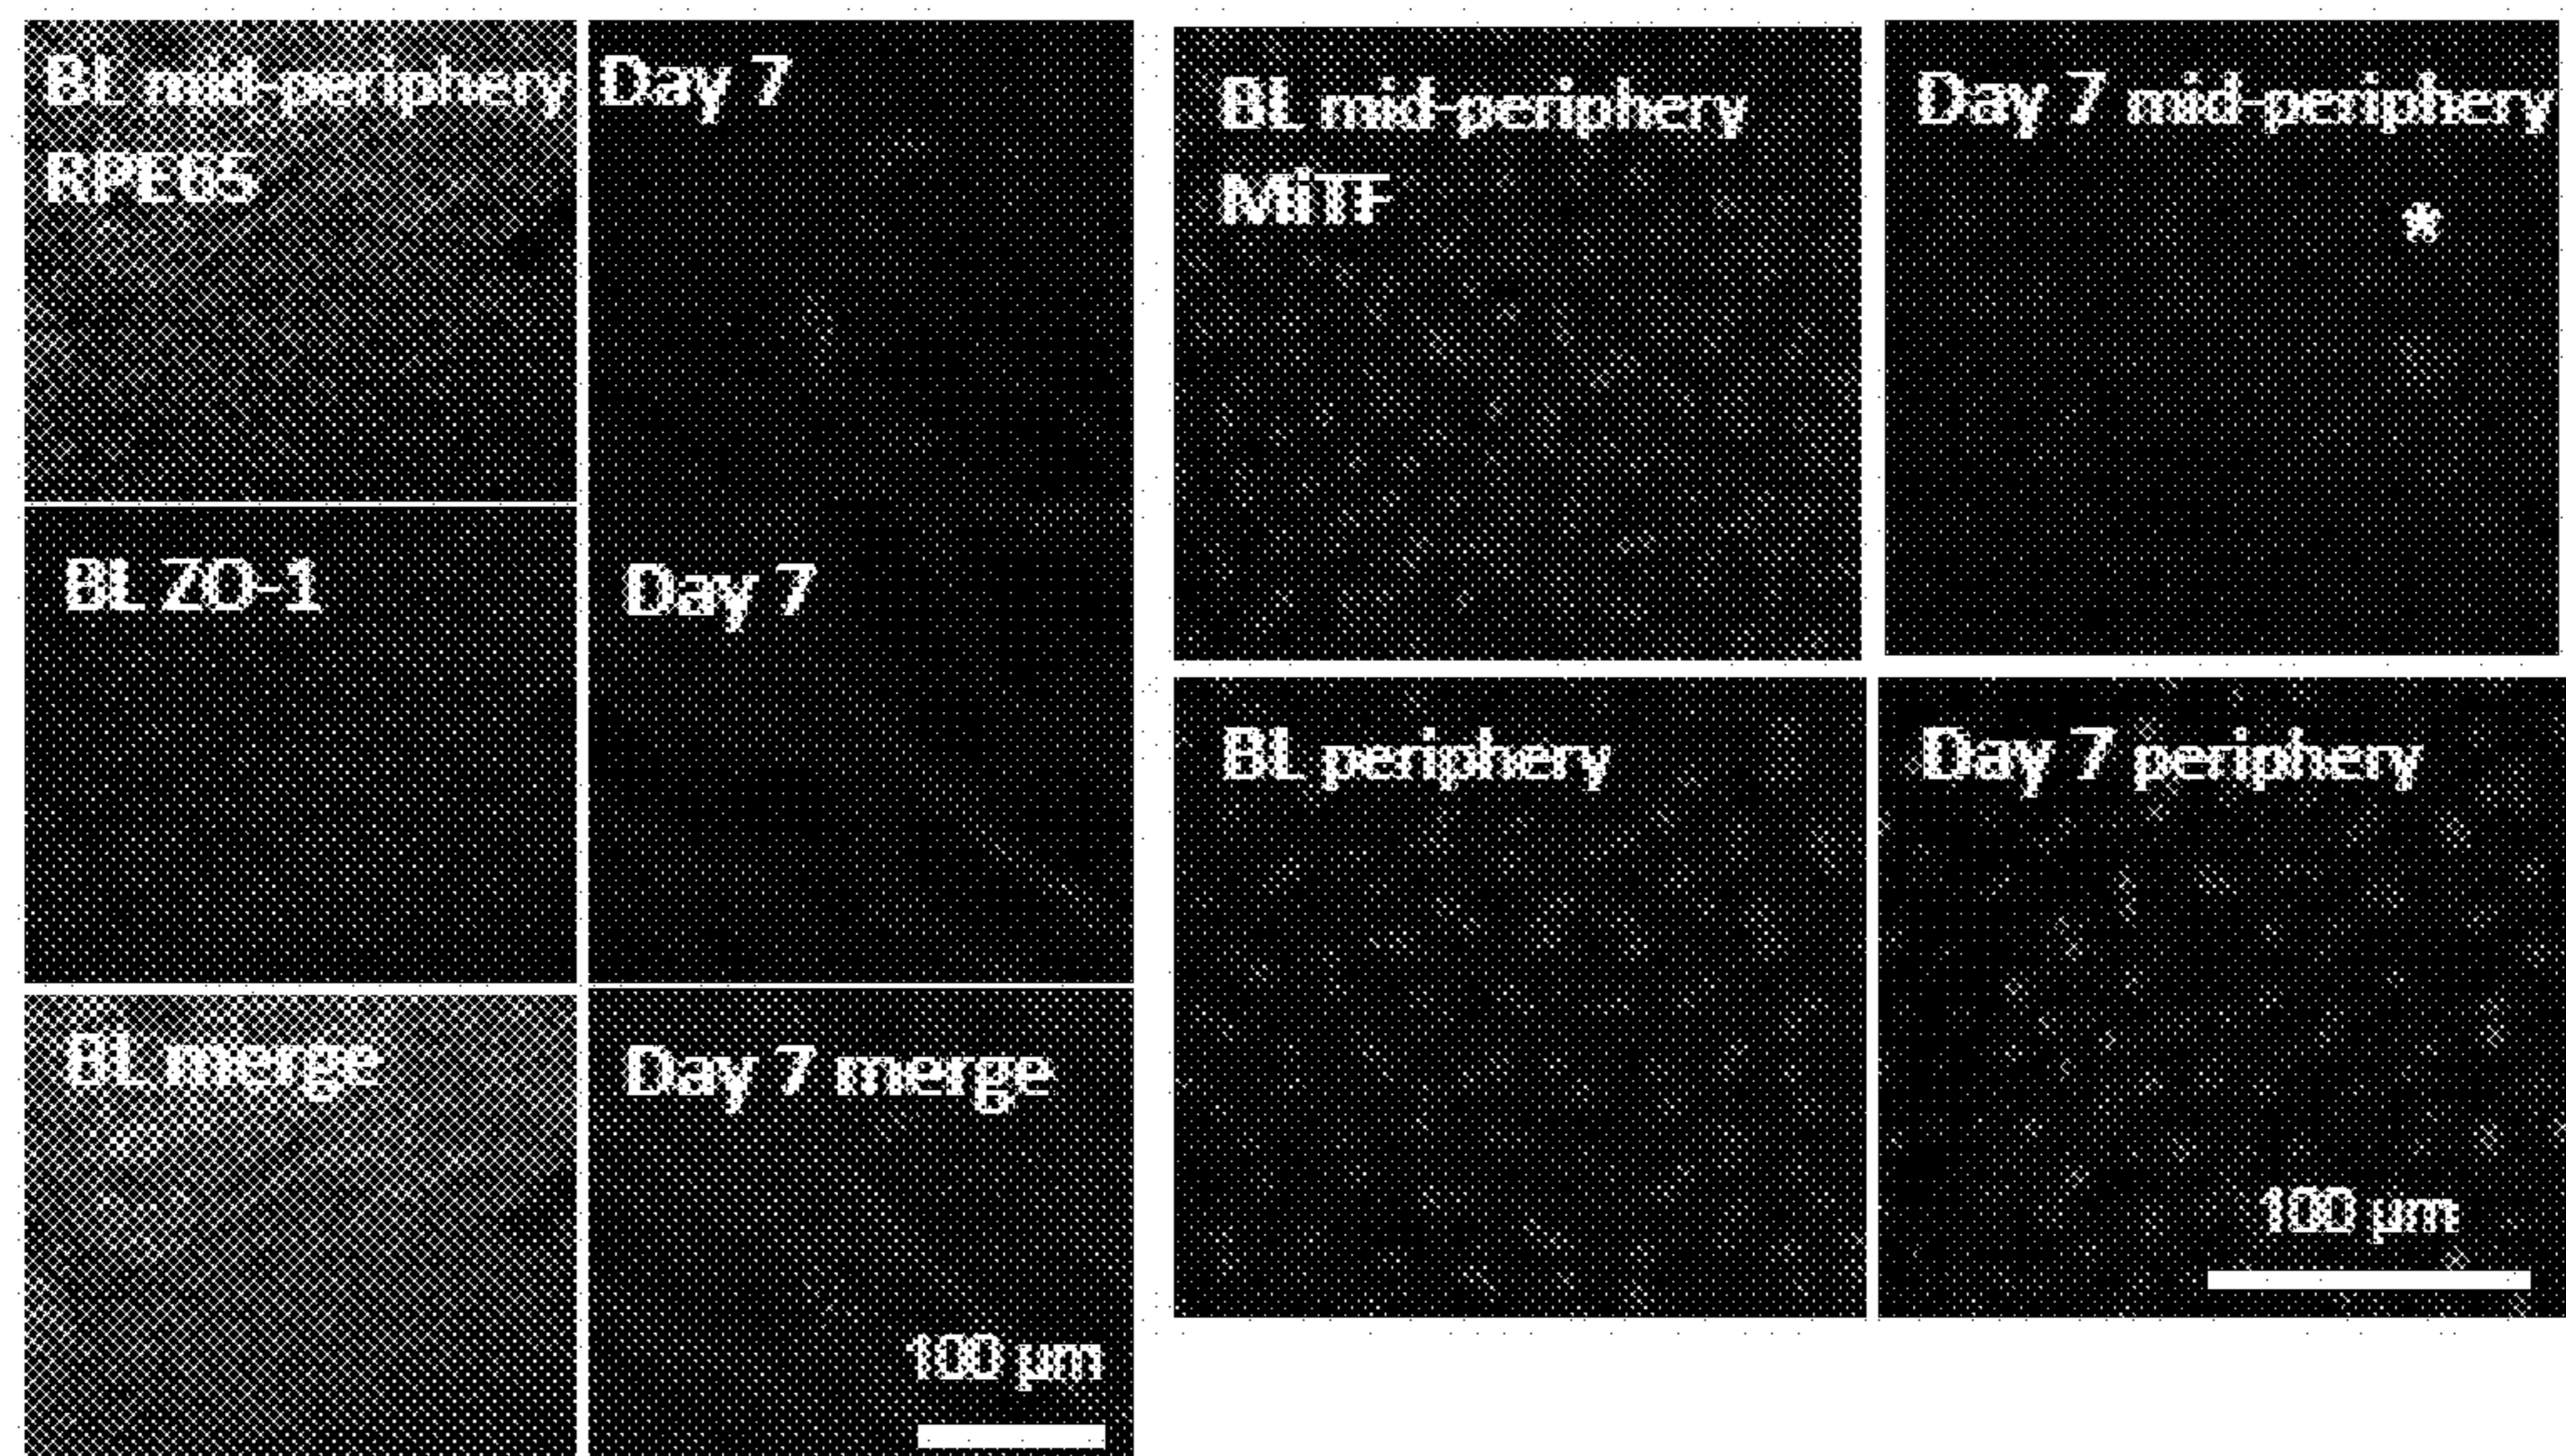 BL mid-periphery
RPE65
Day 7
BL ZO-1
Day 7
BL merge
Day 7 merge
100 µm
BL mid-periphery
MiTF
Day 7 mid-periphery
*
BL periphery
Day 7 periphery
100 µm